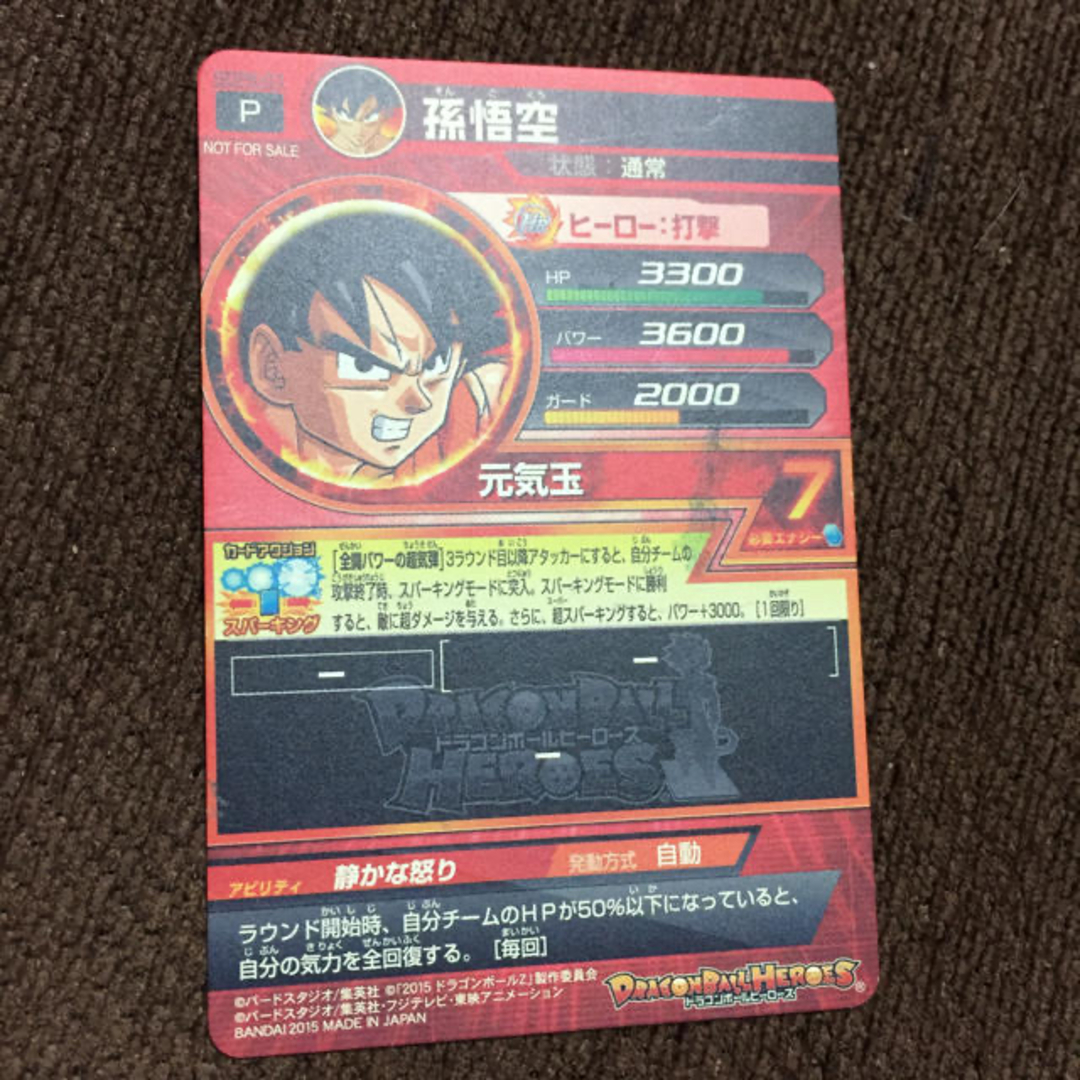 P
NOT FOR SALE
そん ご くう
孫悟空
状態：通常
ヒーロー：打撃
HP 3300
パワー 3600
ガード 2000
元気玉
7
必要エナジー
カードアクション
スパーキング
[全闘パワーの超気弾]3ラウンド目以降アタッカーにすると、自分チームの
攻撃終了時、スパーキングモードに突入。スパーキングモードに勝利
すると、敵に超ダメージを与える。さらに、超スパーキングすると、パワー＋3000。[1回限り]
DRAGON BALL
ドラゴンボールヒーローズ
HEROES
アビリティ 静かな怒り 発動方式 自動
ラウンド開始時、自分チームのHPが50%以下になっていると、
自分の気力を全回復する。[毎回]
©バードスタジオ/集英社 ©「2015 ドラゴンボールZ」製作委員会
©バードスタジオ/集英社・フジテレビ・東映アニメーション
BANDAI 2015 MADE IN JAPAN
DRAGON BALL HEROES®
ドラゴンボールヒーローズ